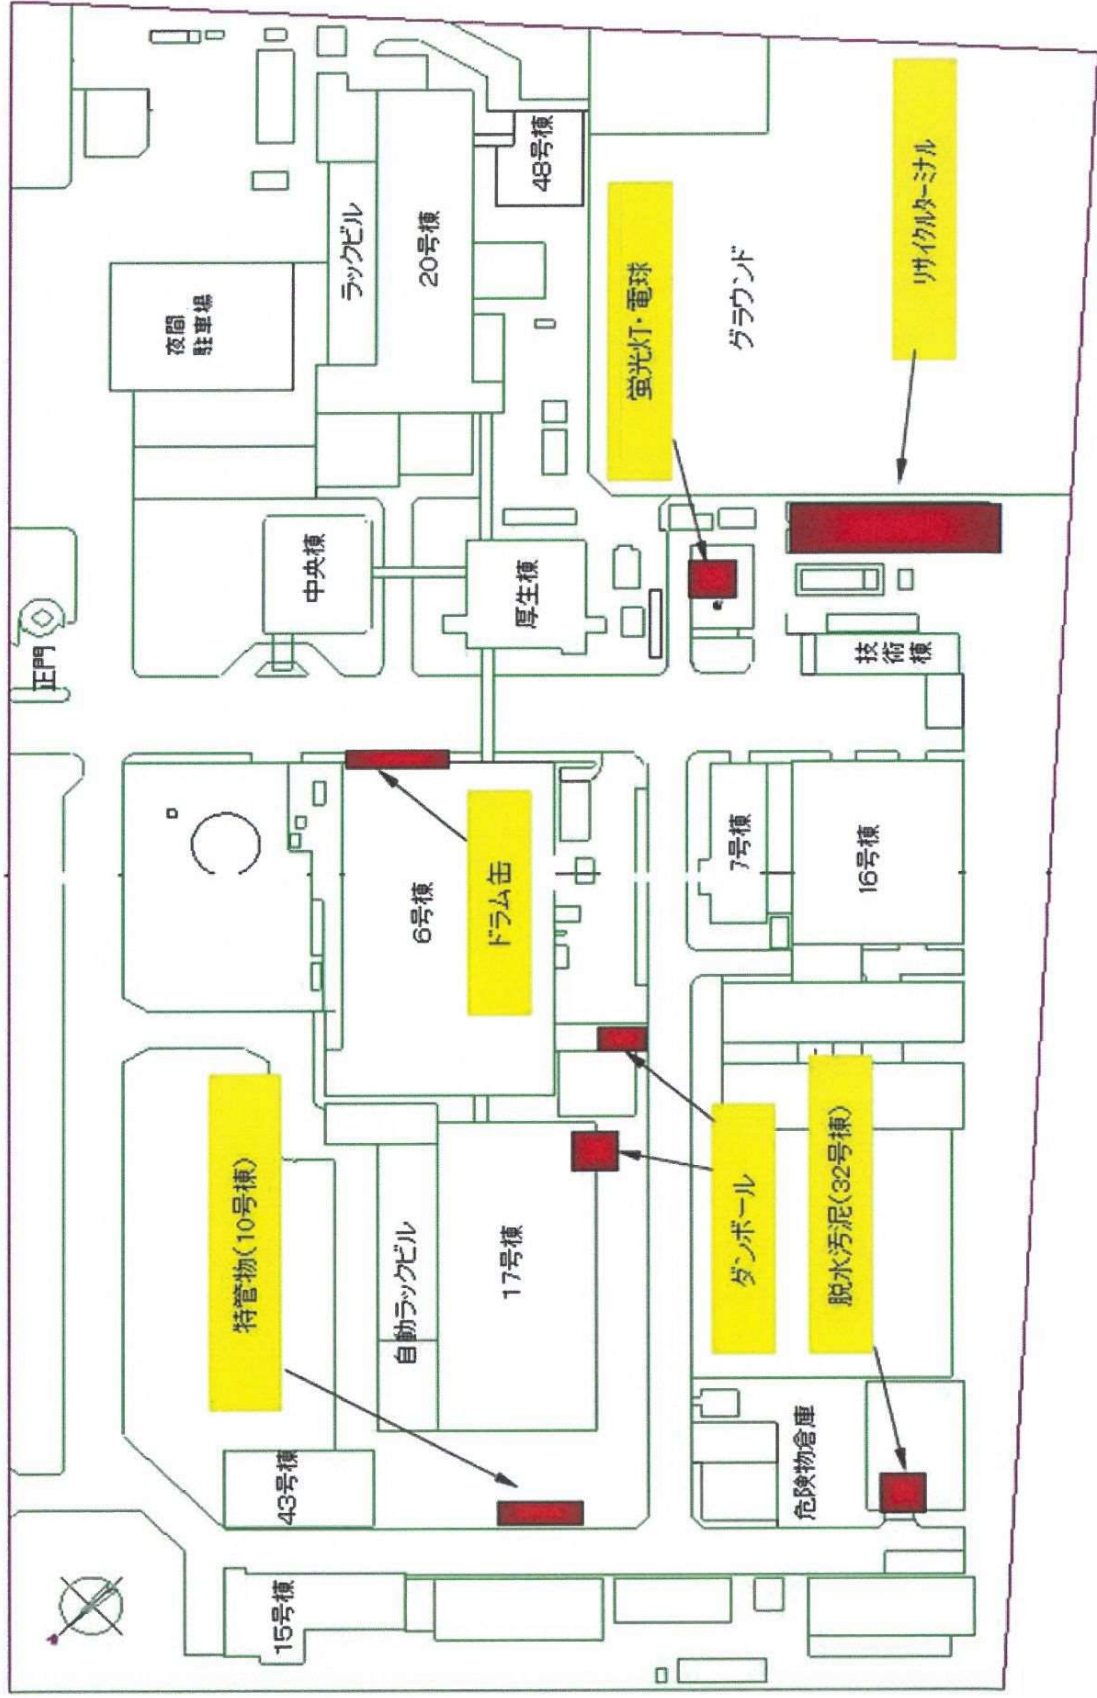 正門
夜間
駐車場
ラックビル
20号棟
48号棟
中央棟
厚生棟
蛍光灯・電球
グラウンド
リサイクルターミナル
技術棟
6号棟
ドラム缶
7号棟
16号棟
特管物(10号棟)
自動ラックビル
17号棟
ダンボール
脱水汚泥(32号棟)
43号棟
15号棟
危険物倉庫